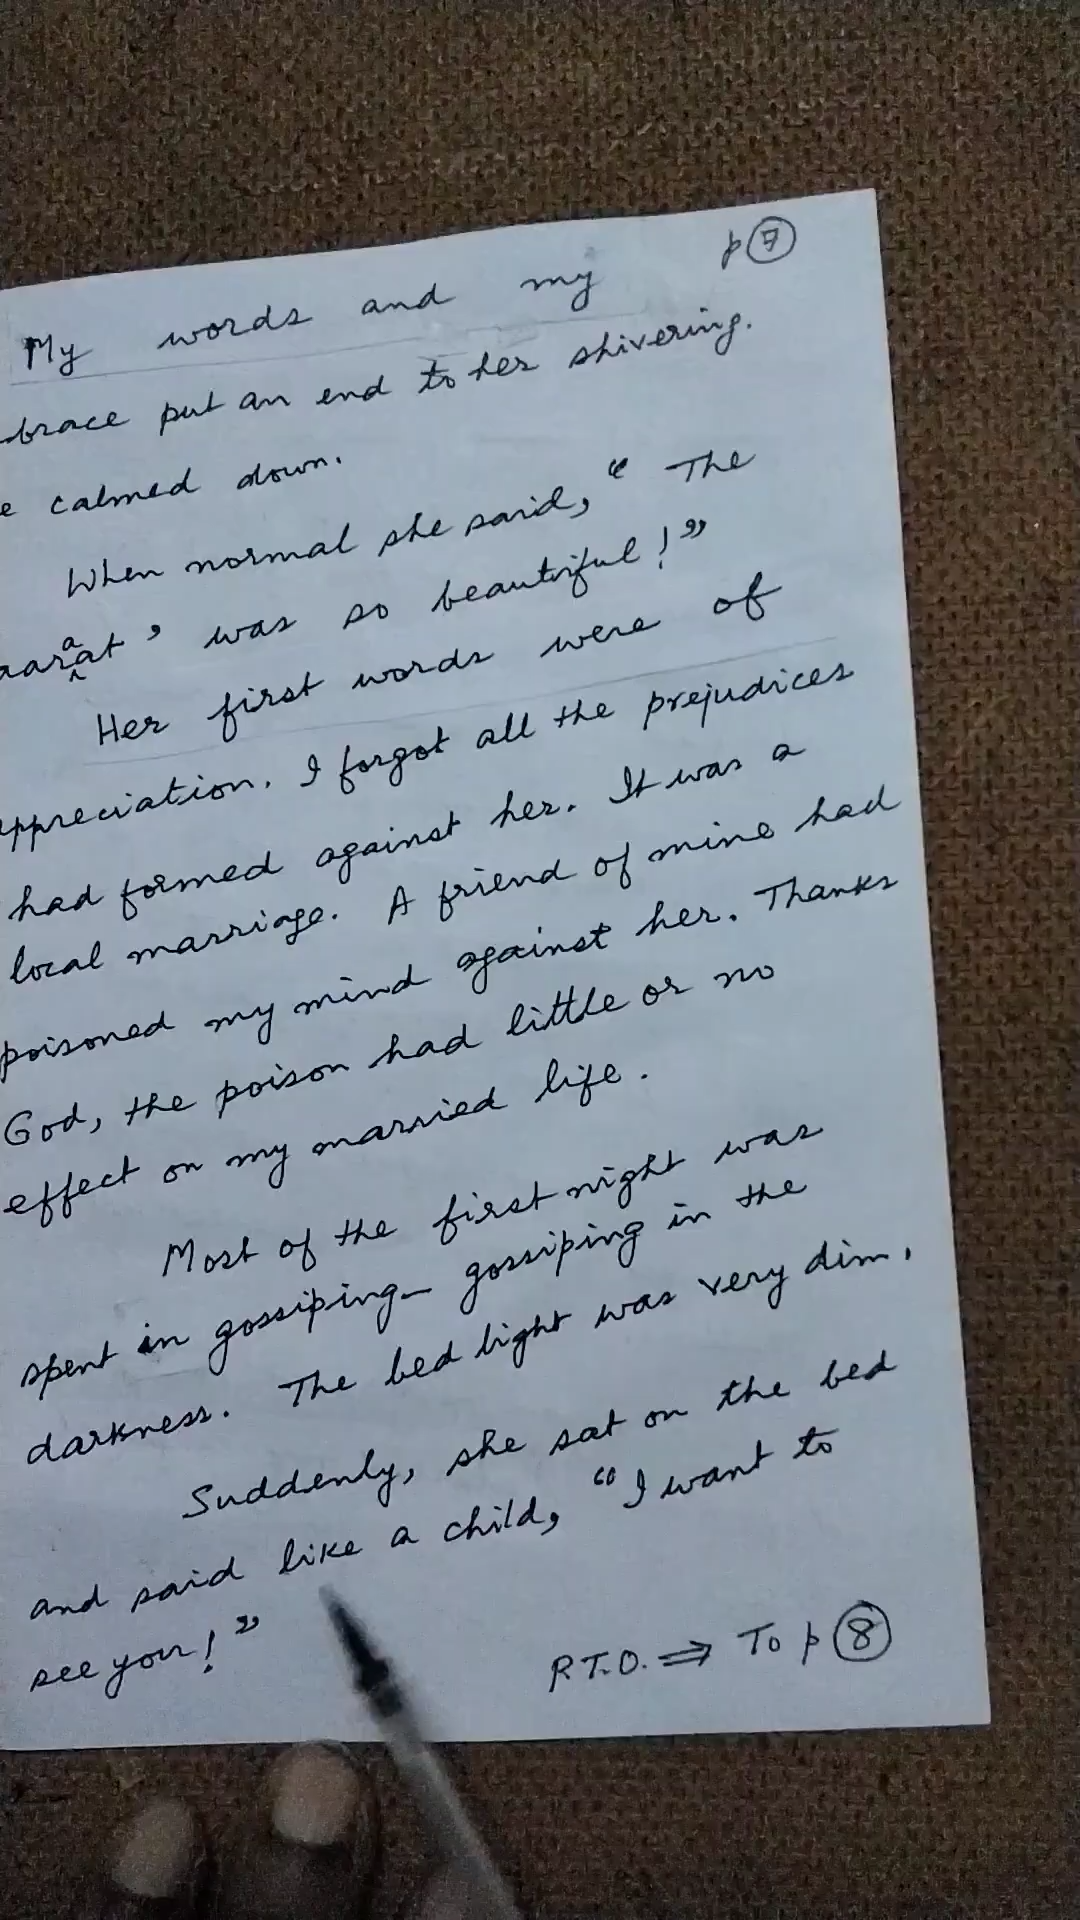 p 7
My words and my
brace put an end to her shivering.
e calmed down.
When normal she said, " The
aaraat ' was so beautiful ! "
Her first words were of
ppreciation. I forgot all the prejudices
had formed against her. It was a
local marriage. A friend of mine had
poisoned my mind against her. Thanks
God, the poison had little or no
effect on my married life.
Most of the first night was
spent in gossiping- gossiping in the
darkness. The bed light was very dim.
Suddenly, she sat on the bed
and said like a child, "I want to
see you! "
P.T.O. ⇒ To p 8